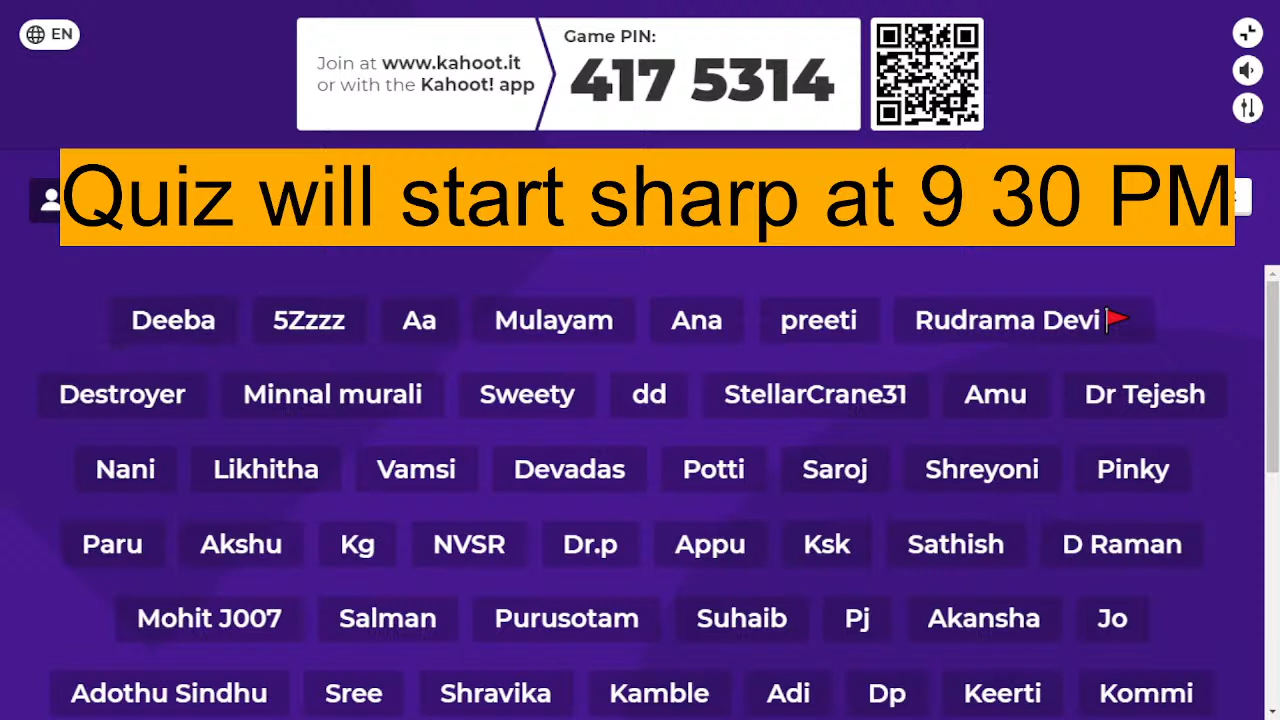 EN
Join at www.kahoot.it
or with the Kahoot! app
Game PIN:
417 5314
Quiz will start sharp at 9 30 PM
Deeba 5Zzzz Aa Mulayam Ana preeti Rudrama Devi🚩
Destroyer Minnal murali Sweety dd StellarCrane31 Amu Dr Tejesh
Nani Likhitha Vamsi Devadas Potti Saroj Shreyoni Pinky
Paru Akshu Kg NVSR Dr.p Appu Ksk Sathish D Raman
Mohit J007 Salman Purusotam Suhaib Pj Akansha Jo
Adothu Sindhu Sree Shravika Kamble Adi Dp Keerti Kommi